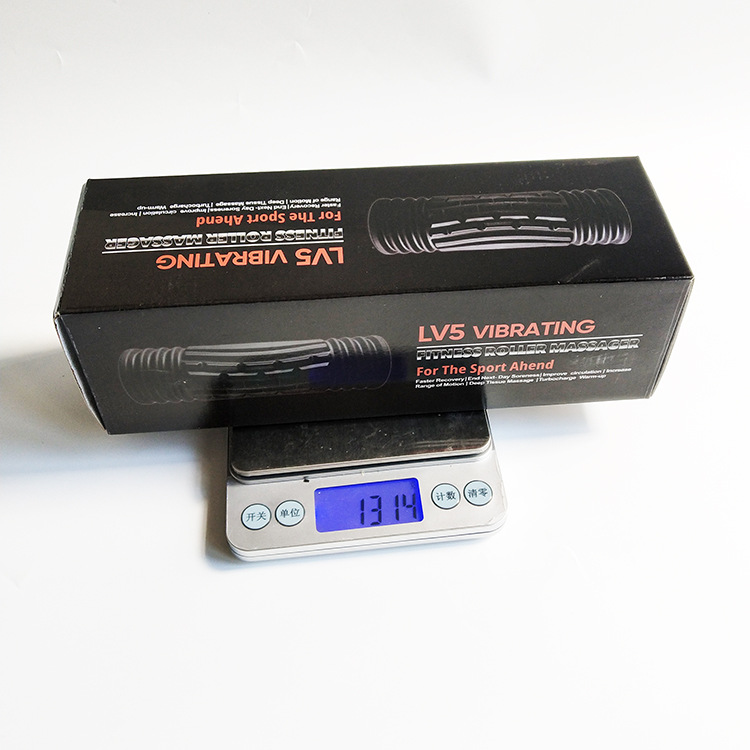 LV5 VIBRATING
FITNESS ROLLER MASSAGER
For The Sport Ahend
Faster Recovery | End Next- Day Soreness | Improve circulation | Increase
Range of Motion | Deep Tissue Massage | Turbocharge Warm-up
LV5 VIBRATING
FITNESS ROLLER MASSAGER
For The Sport Ahend
Faster Recovery | End Next- Day Soreness | Improve circulation | Increase
Range of Motion | Deep Tissue Massage | Turbocharge Warm-up
开关 单位 1314 计数 清零